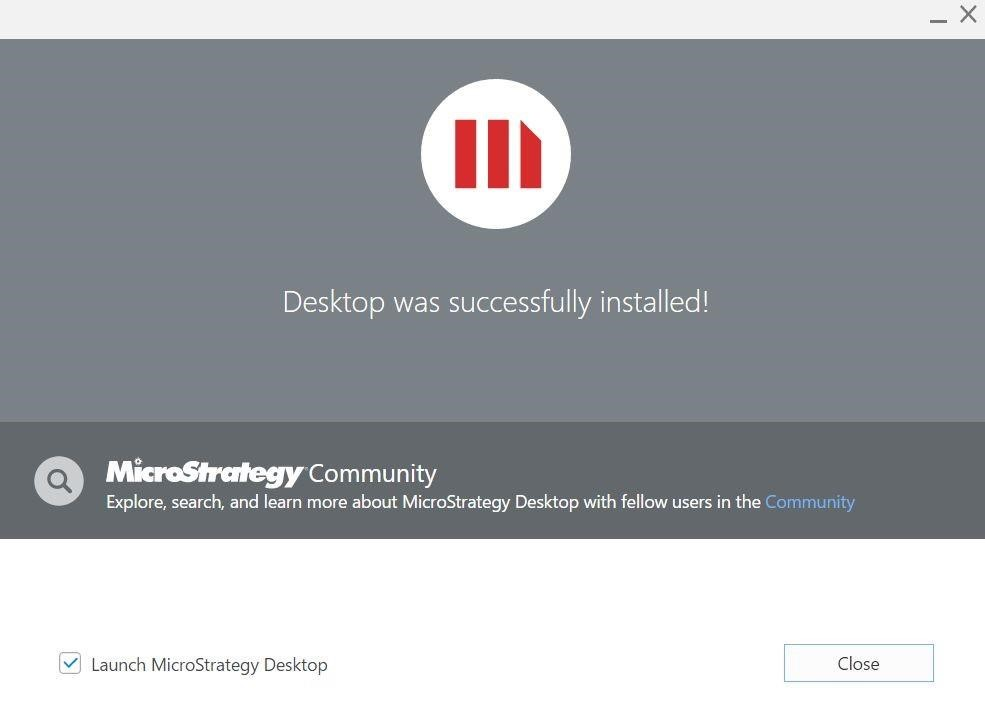 Desktop was successfully installed!
MicroStrategy Community
Explore, search, and learn more about MicroStrategy Desktop with fellow users in the Community
Launch MicroStrategy Desktop
Close